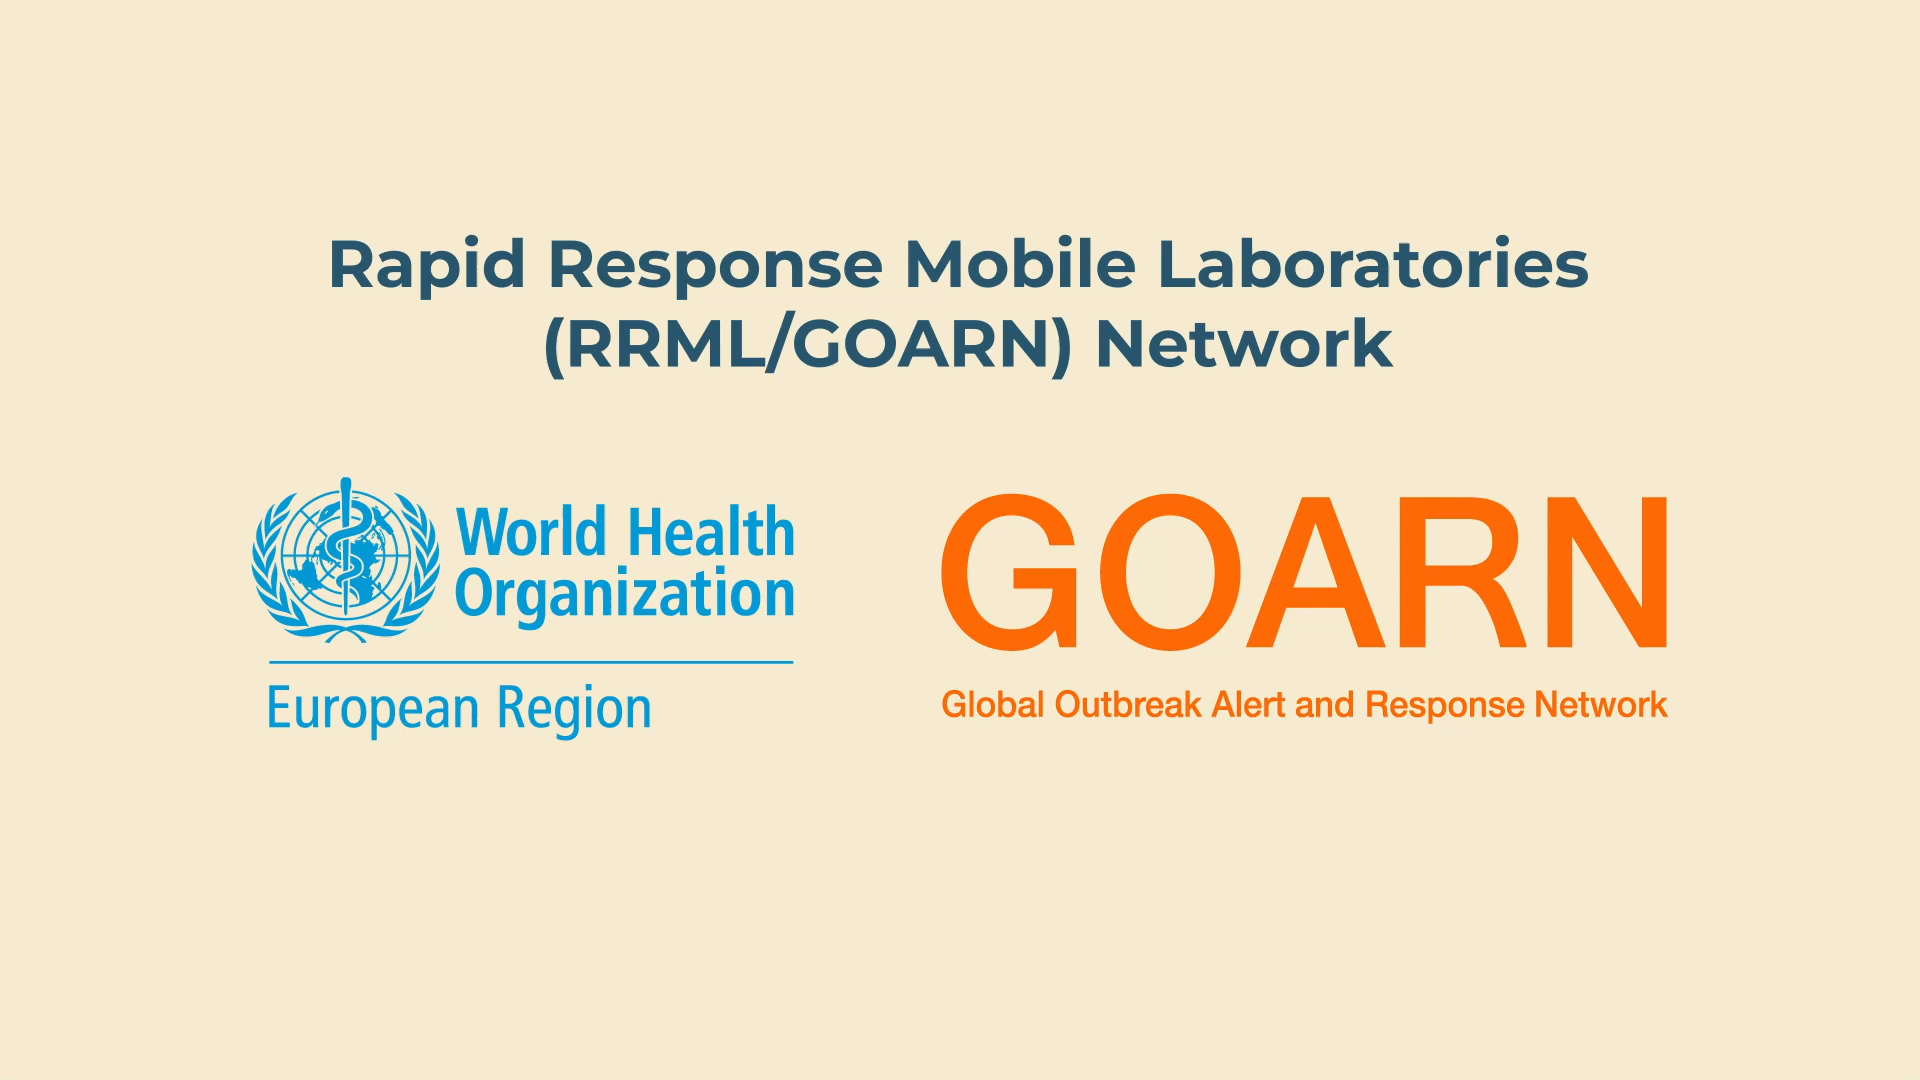 Rapid Response Mobile Laboratories
(RRML/GOARN) Network
World Health
Organization
European Region
GOARN
Global Outbreak Alert and Response Network